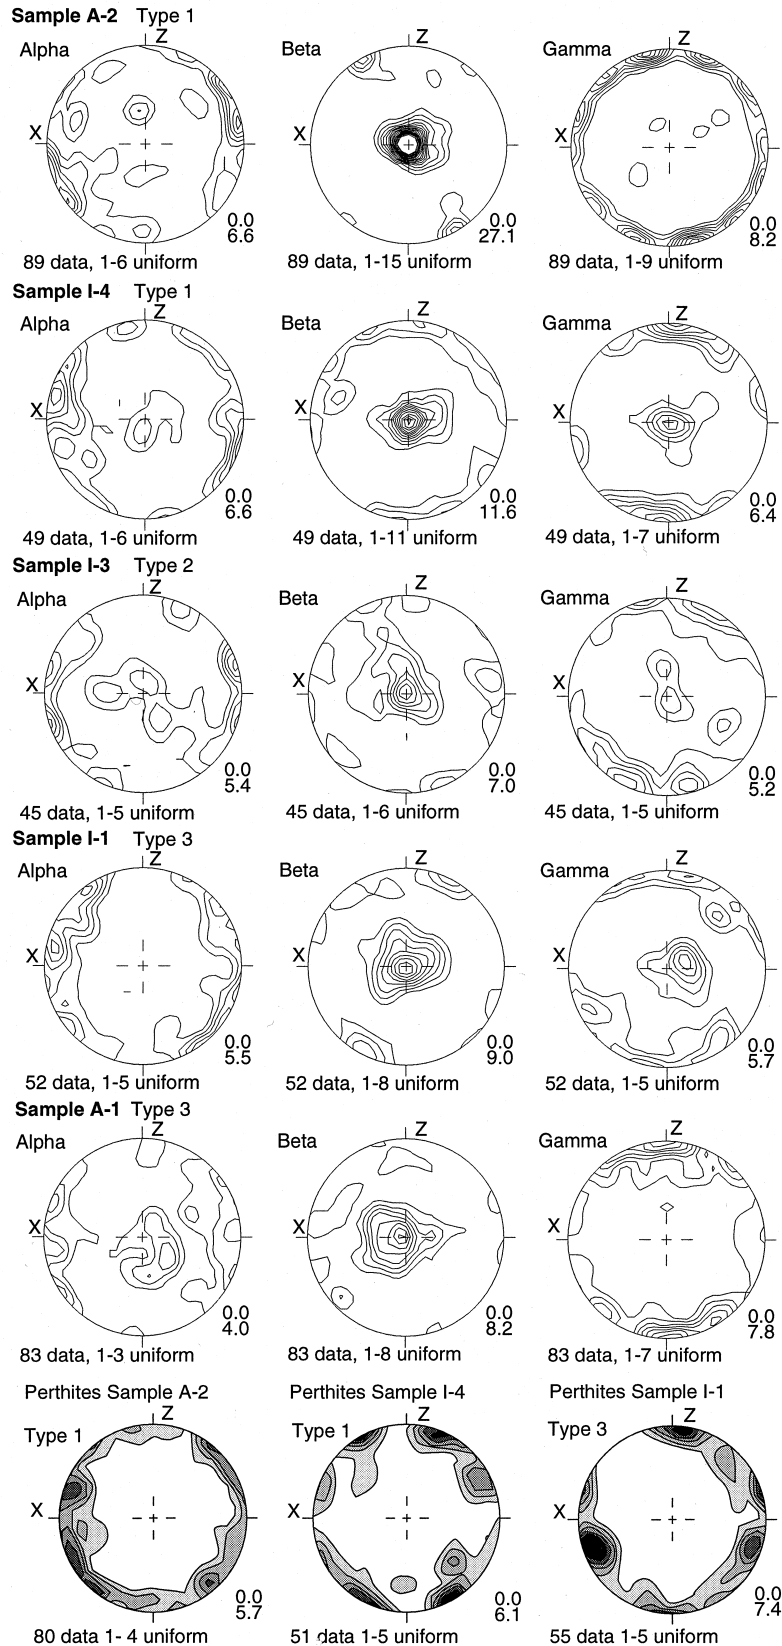 Sample A-2 Type 1
Alpha Z Beta Z Gamma Z
X X X
0.0 0.0 0.0
6.6 27.1 8.2
89 data, 1-6 uniform 89 data, 1-15 uniform 89 data, 1-9 uniform
Sample I-4 Type 1
Alpha Z Beta Z Gamma Z
X X X
0.0 0.0 0.0
6.6 11.6 6.4
49 data, 1-6 uniform 49 data, 1-11 uniform 49 data, 1-7 uniform
Sample I-3 Type 2
Alpha Z Beta Z Gamma Z
X X X
0.0 0.0 0.0
5.4 7.0 5.2
45 data, 1-5 uniform 45 data, 1-6 uniform 45 data, 1-5 uniform
Sample I-1 Type 3
Alpha Z Beta Z Gamma Z
X X X
0.0 0.0 0.0
5.5 9.0 5.7
52 data, 1-5 uniform 52 data, 1-8 uniform 52 data, 1-5 uniform
Sample A-1 Type 3
Alpha Z Beta Z Gamma Z
X X X
0.0 0.0 0.0
4.0 8.2 7.8
83 data, 1-3 uniform 83 data, 1-8 uniform 83 data, 1-7 uniform
Perthites Sample A-2 Perthites Sample I-4 Perthites Sample I-1
Type 1 Z Type 1 Z Type 3 Z
X X X
0.0 0.0 0.0
5.7 6.1 7.4
80 data 1- 4 uniform 51 data 1-5 uniform 55 data 1-5 uniform